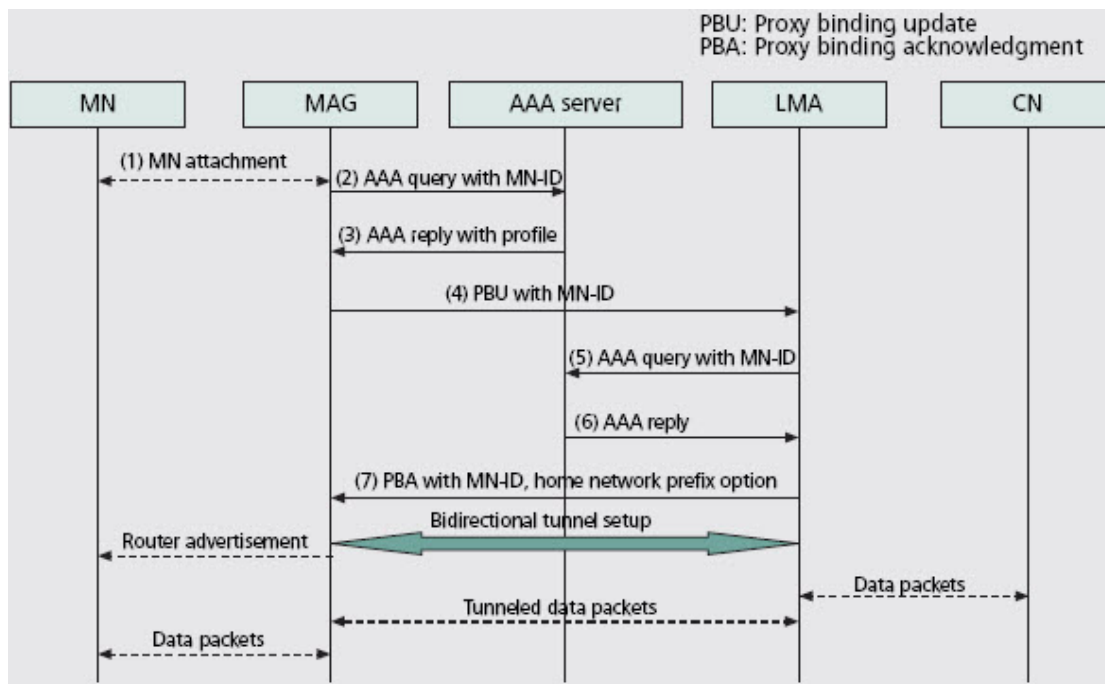 PBU: Proxy binding update
PBA: Proxy binding acknowledgment
MN
MAG
AAA server
LMA
CN
(1) MN attachment
(2) AAA query with MN-ID
(3) AAA reply with profile
(4) PBU with MN-ID
(5) AAA query with MN-ID
(6) AAA reply
(7) PBA with MN-ID, home network prefix option
Bidirectional tunnel setup
Router advertisement
Data packets
Tunneled data packets
Data packets